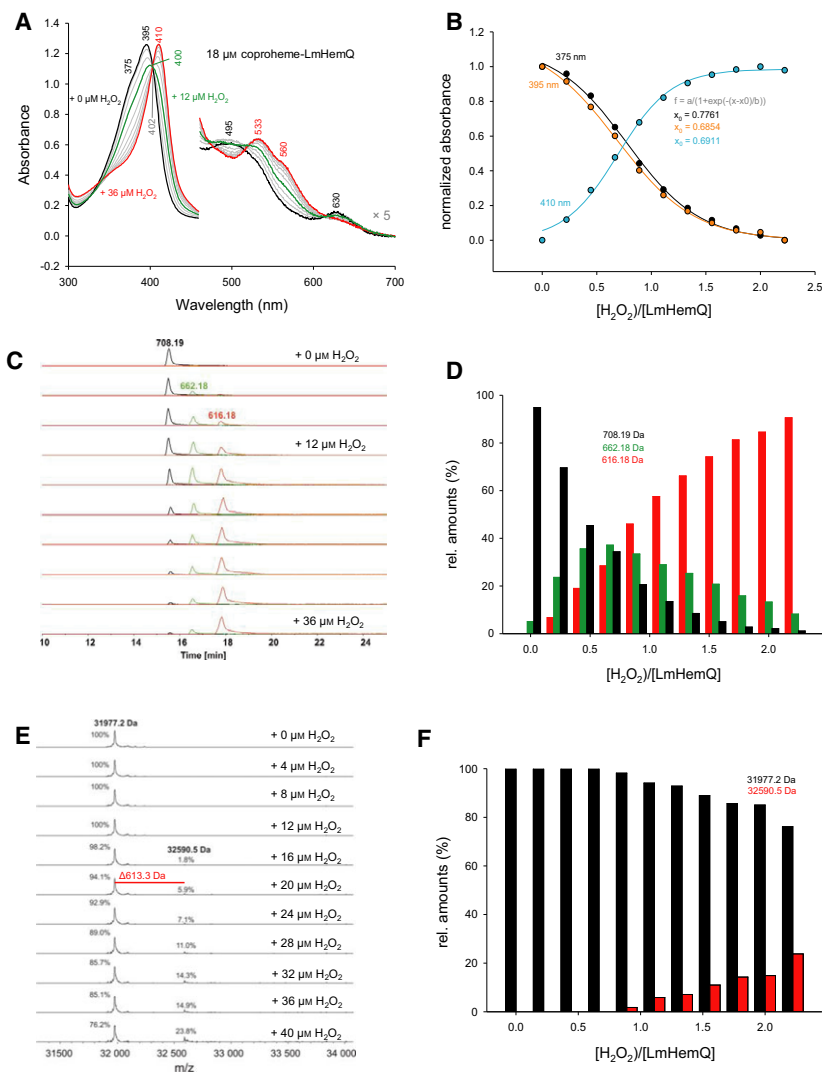 A
375
395
410
400
18 µM coproheme-LmHemQ
+ 0 µM H2O2
+ 12 µM H2O2
402
495
533
560
630
+ 36 µM H2O2
× 5
Absorbance
1.4
1.2
1.0
0.8
0.6
0.4
0.2
0.0
-0.2
300
400
500
600
700
Wavelength (nm)
B
375 nm
395 nm
410 nm
f = a/(1+exp(-(x-x0)/b))
x0 = 0.7761
x0 = 0.6854
x0 = 0.6911
normalized absorbance
1.2
1.0
0.8
0.6
0.4
0.2
0.0
0.0
0.5
1.0
1.5
2.0
2.5
[H2O2)/[LmHemQ]
C
708.19
+ 0 µM H2O2
662.18
616.18
+ 12 µM H2O2
+ 36 µM H2O2
10
12
14
16
18
20
22
24
Time [min]
D
708.19 Da
662.18 Da
616.18 Da
rel. amounts (%)
100
80
60
40
20
0
0.0
0.5
1.0
1.5
2.0
[H2O2)/[LmHemQ]
E
31977.2 Da
100%
+ 0 µM H2O2
100%
+ 4 µM H2O2
100%
+ 8 µM H2O2
100%
+ 12 µM H2O2
98.2%
32590.5 Da
1.8%
+ 16 µM H2O2
94.1%
Δ613.3 Da
5.9%
+ 20 µM H2O2
92.9%
7.1%
+ 24 µM H2O2
89.0%
11.0%
+ 28 µM H2O2
85.7%
14.3%
+ 32 µM H2O2
85.1%
14.9%
+ 36 µM H2O2
76.2%
23.8%
+ 40 µM H2O2
31500
32 000
32 500
33 000
33 500
34 000
m/z
F
31977.2 Da
32590.5 Da
rel. amounts (%)
100
80
60
40
20
0
0.0
0.5
1.0
1.5
2.0
[H2O2)/[LmHemQ]